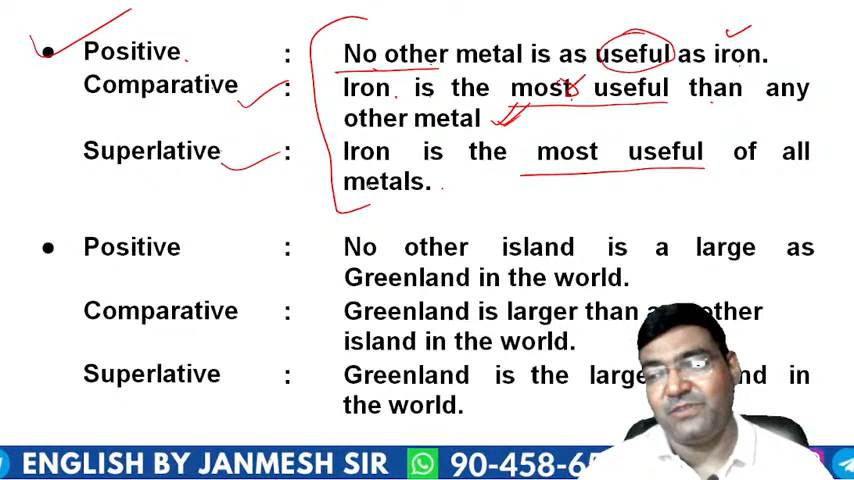 ● Positive : No other metal is as useful as iron.
Comparative : Iron is the most useful than any
other metal
Superlative : Iron is the most useful of all
metals.
● Positive : No other island is a large as
Greenland in the world.
Comparative : Greenland is larger than other
island in the world.
Superlative : Greenland is the in
the world.
ENGLISH BY JANMESH SIR 90-458-